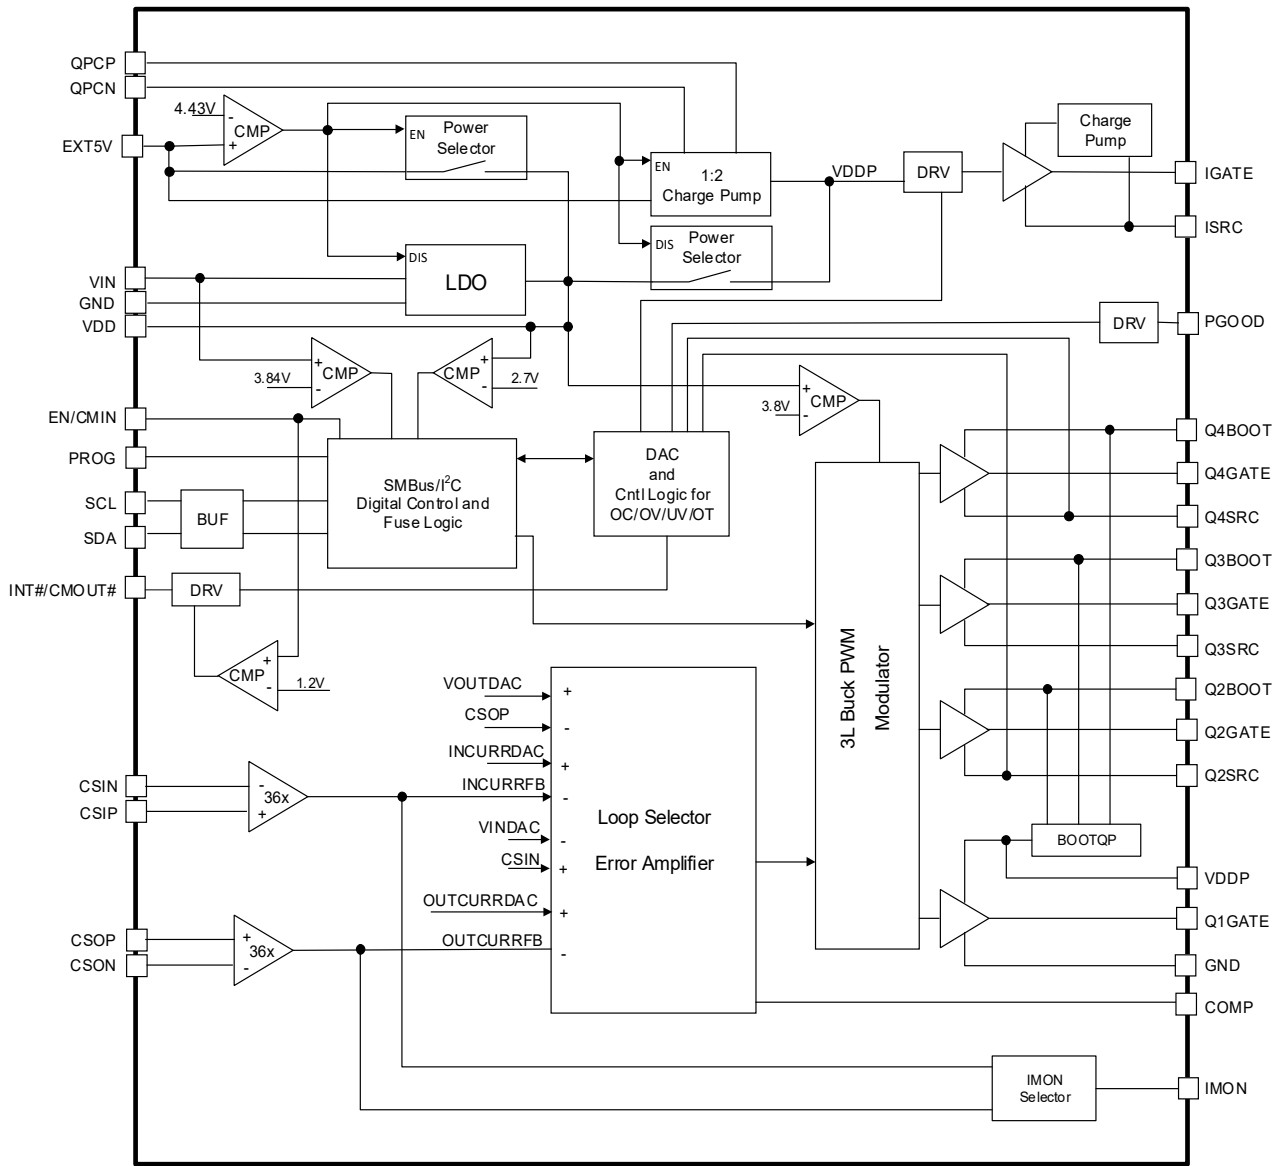 QPCP
QPCN
4.43V
-
+
CMP
EXT5V
EN
Power
Selector
EN
1:2
Charge Pump
VDDP
DRV
Charge
Pump
IGATE
ISRC
DIS
Power
Selector
DIS
LDO
VIN
GND
VDD
DRV
PGOOD
+
-
CMP
3.84V
+
-
CMP
2.7V
+
-
CMP
3.8V
EN/CMIN
PROG
SCL
SDA
BUF
SMBus/I²C
Digital Control and
Fuse Logic
DAC
and
Cntl Logic for
OC/OV/UV/OT
Q4BOOT
Q4GATE
Q4SRC
Q3BOOT
Q3GATE
Q3SRC
INT#/CMOUT#
DRV
CMP
+
-
1.2V
3L Buck PWM
Modulator
Q2BOOT
Q2GATE
Q2SRC
VOUTDAC
+
CSOP
-
INCURRDAC
+
INCURRFB
-
VINDAC
-
CSIN
+
OUTCURRDAC
+
OUTCURRFB
-
Loop Selector
Error Amplifier
CSIN
CSIP
-
+
36x
CSOP
CSON
+
-
36x
BOOTQP
VDDP
Q1GATE
GND
COMP
IMON
Selector
IMON